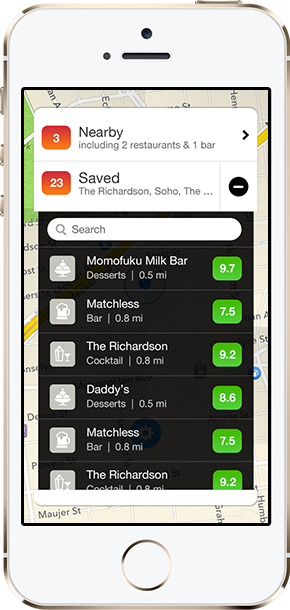 3
Nearby
including 2 restaurants & 1 bar
23
Saved
The Richardson, Soho, The ...
Search
Momofuku Milk Bar
Desserts | 0.5 mi
9.7
Matchless
Bar | 0.8 mi
7.5
The Richardson
Cocktail | 0.8 mi
9.2
Daddy's
Desserts | 0.5 mi
8.6
Matchless
Bar | 0.8 mi
7.5
The Richardson
Cocktail | 0.8 mi
9.2
Maujer St